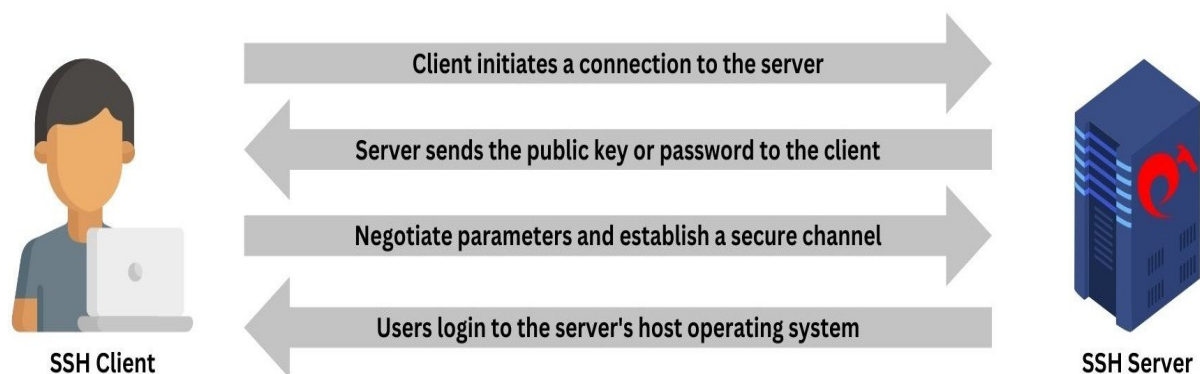 Client initiates a connection to the server
Server sends the public key or password to the client
Negotiate parameters and establish a secure channel
Users login to the server's host operating system
SSH Client
SSH Server